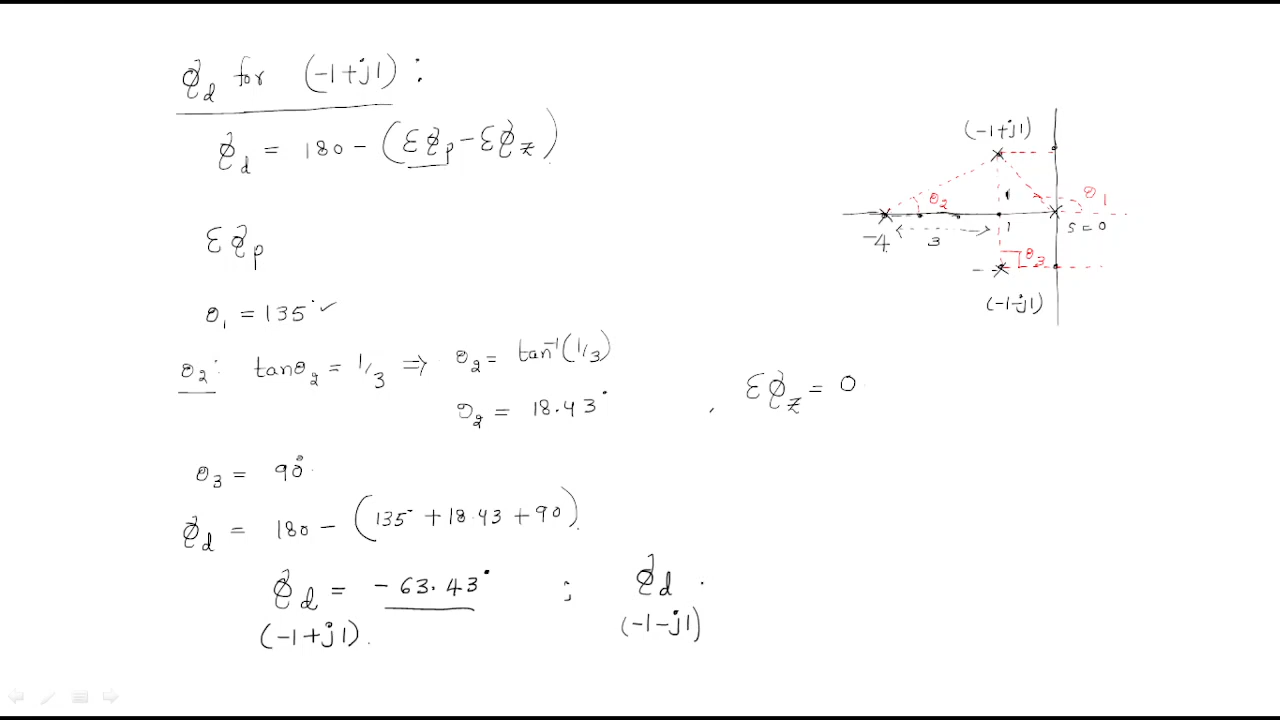 Φd for (-1+j1) :
Φd = 180 - (ΣΦp - ΣΦz)
ΣΦp
θ1 = 135° ✓
θ2 : tanθ2 = 1/3 ⇒ θ2 = tan⁻¹(1/3)
θ2 = 18.43°
, ΣΦz = 0
θ3 = 90°
Φd = 180 - (135 + 18.43 + 90)
Φd = -63.43° ; Φd
(-1+j1). (-1-j1)
(-1+j1)
θ2
1
θ1
-4
3
1
s=0
θ3
(-1-j1)